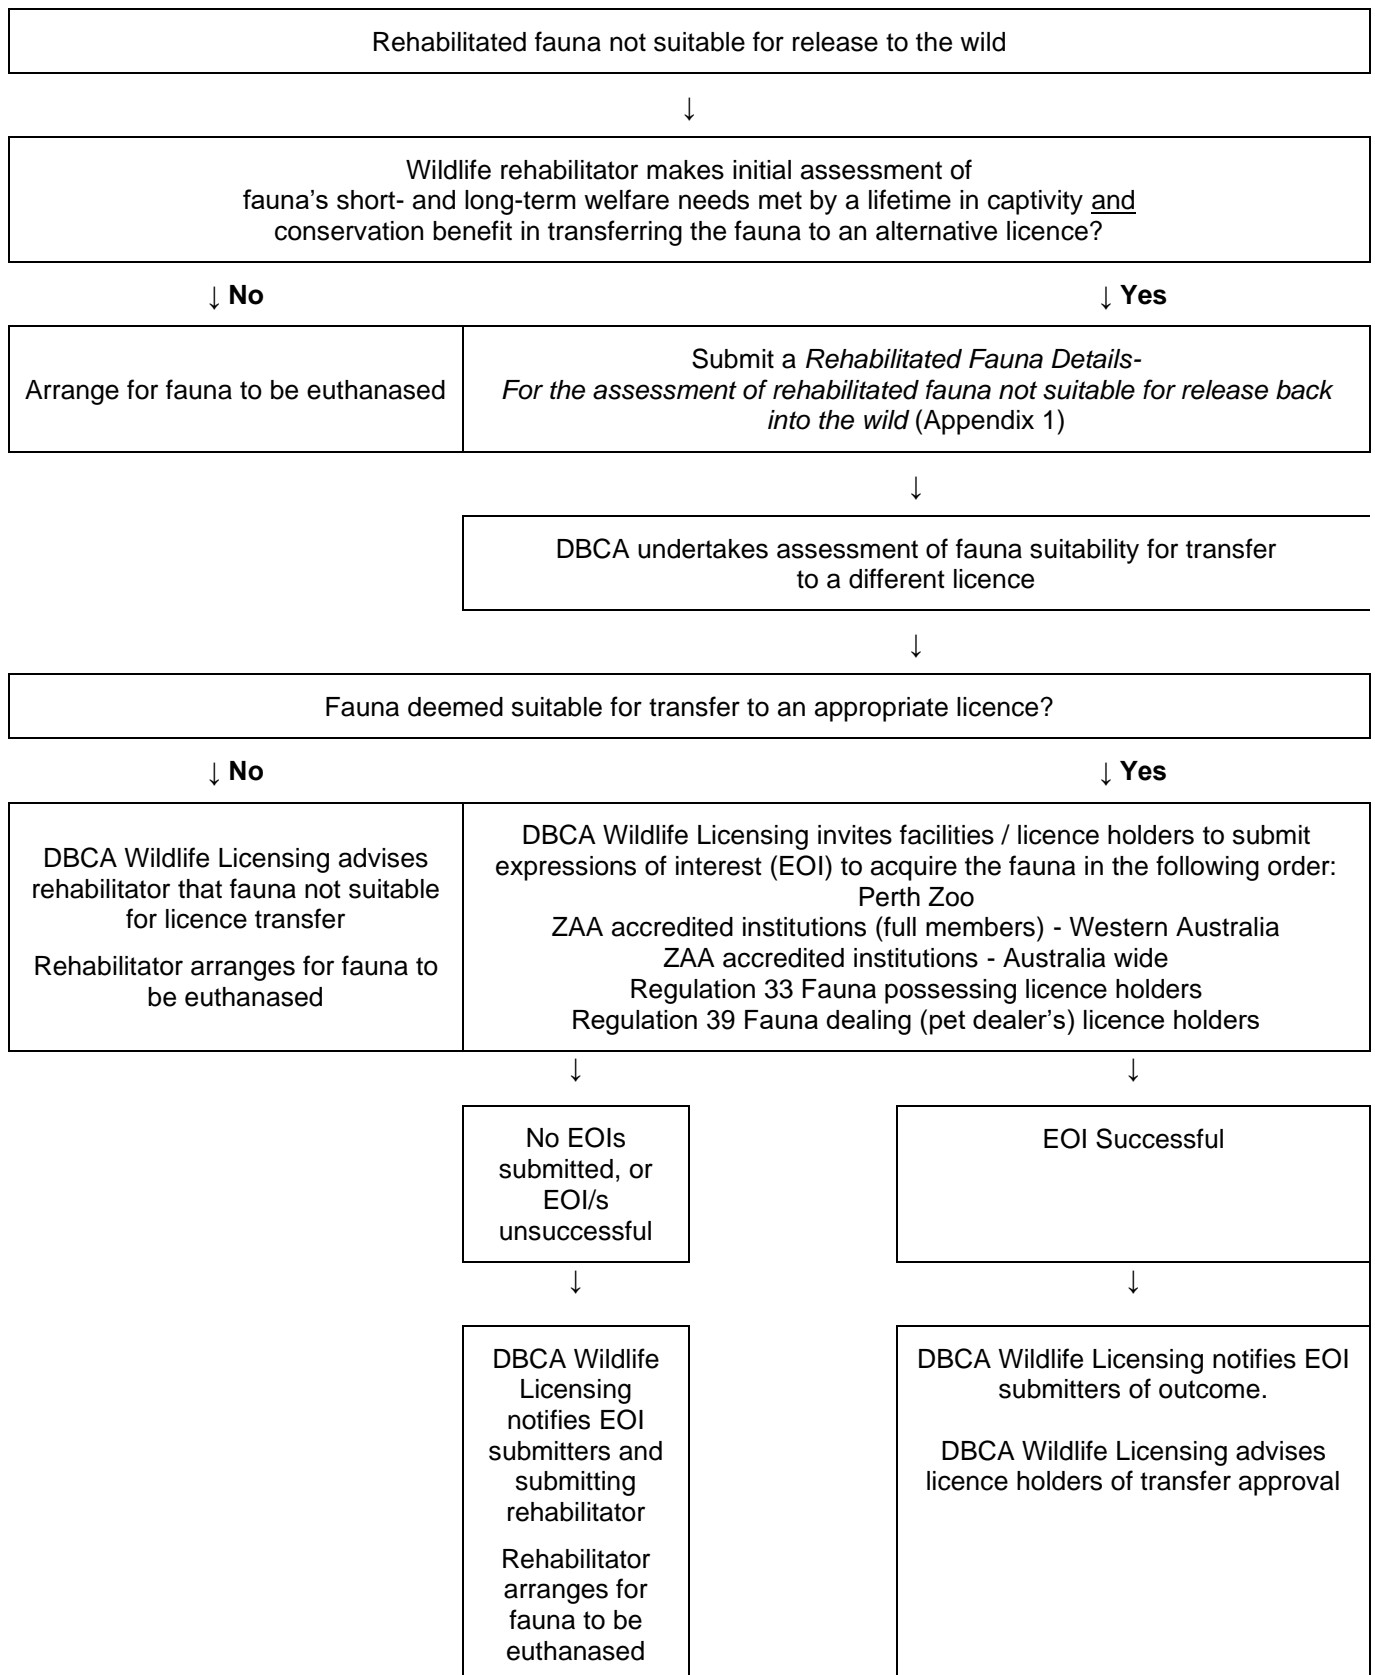 Rehabilitated fauna not suitable for release to the wild
↓
Wildlife rehabilitator makes initial assessment of
fauna's short- and long-term welfare needs met by a lifetime in captivity and
conservation benefit in transferring the fauna to an alternative licence?
↓ No
↓ Yes
Arrange for fauna to be euthanased
Submit a Rehabilitated Fauna Details-
For the assessment of rehabilitated fauna not suitable for release back
into the wild (Appendix 1)
↓
DBCA undertakes assessment of fauna suitability for transfer
to a different licence
↓
Fauna deemed suitable for transfer to an appropriate licence?
↓ No
↓ Yes
DBCA Wildlife Licensing advises
rehabilitator that fauna not suitable
for licence transfer
Rehabilitator arranges for fauna to
be euthanased
DBCA Wildlife Licensing invites facilities / licence holders to submit
expressions of interest (EOI) to acquire the fauna in the following order:
Perth Zoo
ZAA accredited institutions (full members) - Western Australia
ZAA accredited institutions - Australia wide
Regulation 33 Fauna possessing licence holders
Regulation 39 Fauna dealing (pet dealer's) licence holders
↓
↓
No EOIs
submitted, or
EOI/s
unsuccessful
EOI Successful
↓
↓
DBCA Wildlife
Licensing
notifies EOI
submitters and
submitting
rehabilitator
Rehabilitator
arranges for
fauna to be
euthanased
DBCA Wildlife Licensing notifies EOI
submitters of outcome.
DBCA Wildlife Licensing advises
licence holders of transfer approval